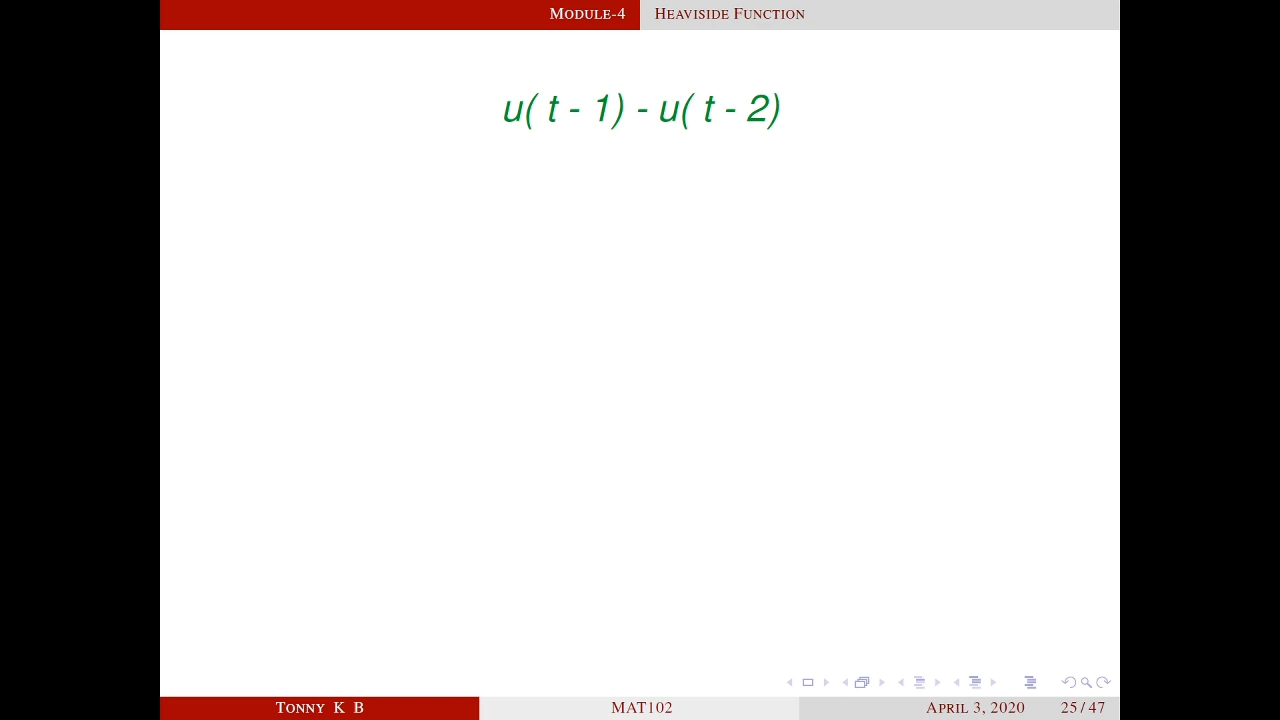 MODULE-4 HEAVISIDE FUNCTION
u( t - 1) - u( t - 2)
TONNY K B MAT102 APRIL 3, 2020 25 / 47